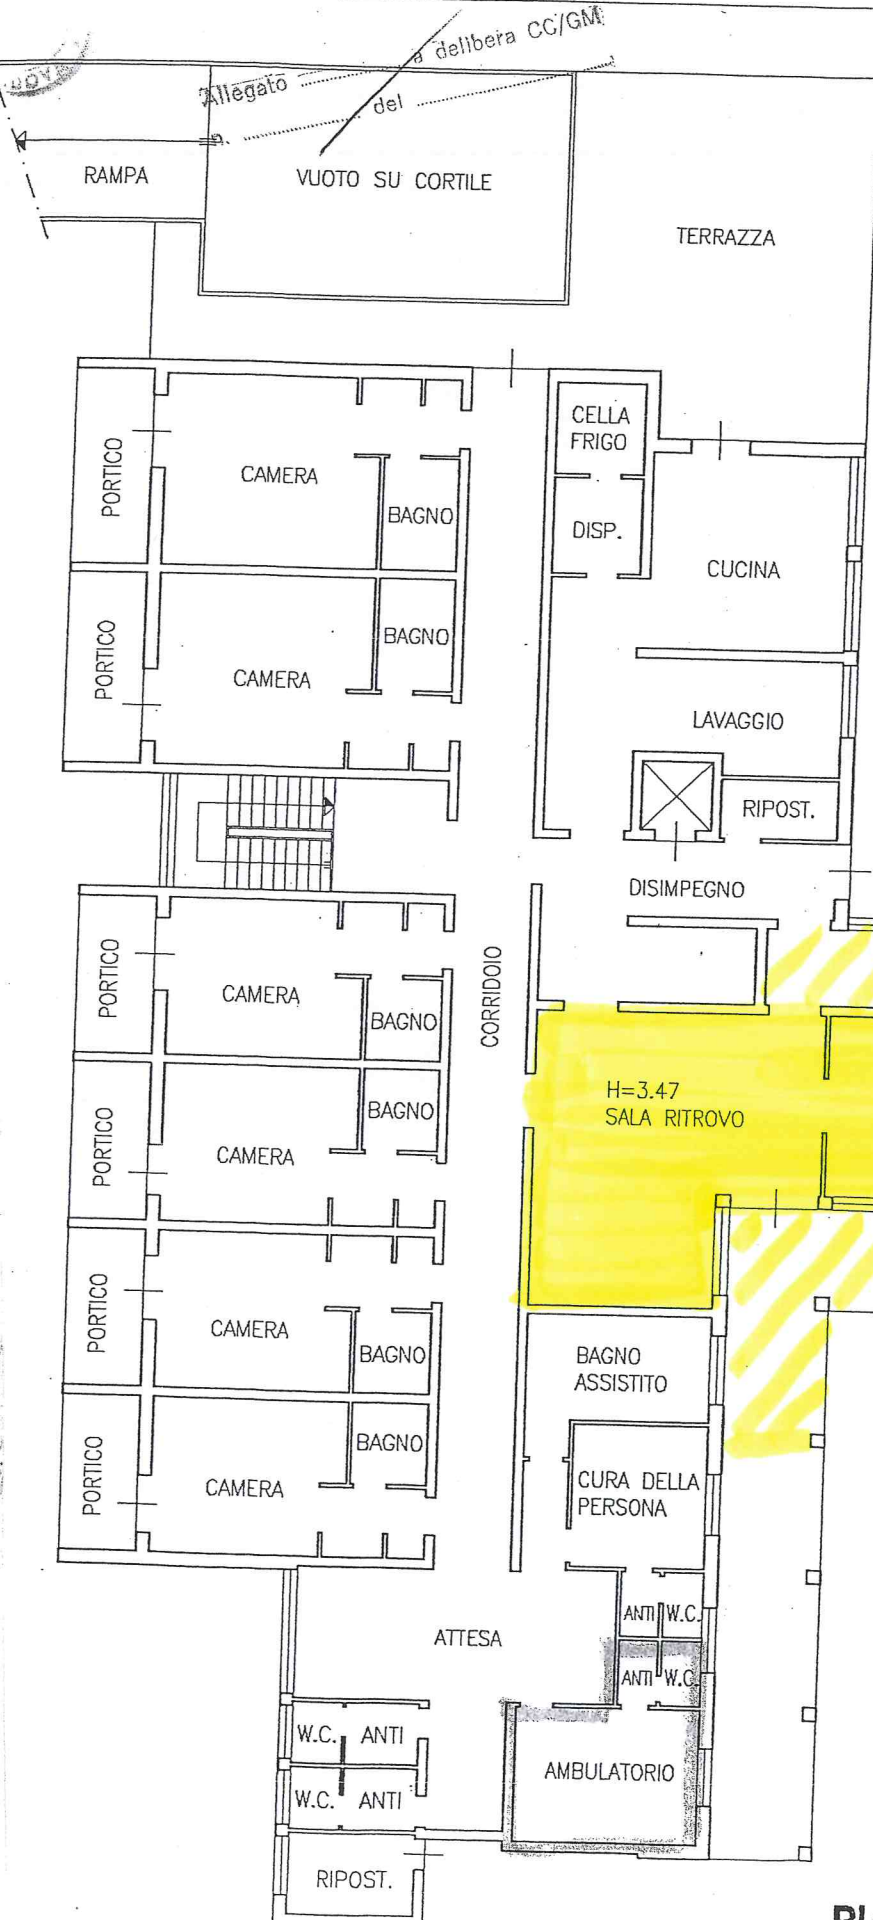 Allegato a delibera CC/GM
n. del
RAMPA
VUOTO SU CORTILE
TERRAZZA
CELLA
FRIGO
PORTICO
CAMERA
BAGNO
DISP.
CUCINA
PORTICO
CAMERA
BAGNO
LAVAGGIO
RIPOST.
DISIMPEGNO
PORTICO
CAMERA
BAGNO
CORRIDOIO
H=3.47
SALA RITROVO
PORTICO
CAMERA
BAGNO
PORTICO
CAMERA
BAGNO
BAGNO
ASSISTITO
PORTICO
CAMERA
BAGNO
CURA DELLA
PERSONA
ANTI W.C.
ATTESA
ANTI W.C.
W.C. ANTI
AMBULATORIO
W.C. ANTI
RIPOST.